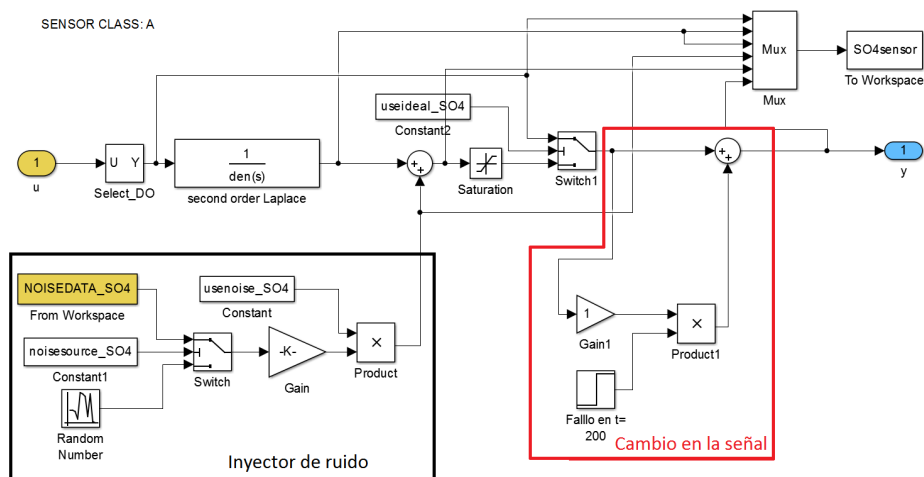 SENSOR CLASS: A
Mux
SO4sensor
To Workspace
Mux
useideal_SO4
Constant2
1
u
U Y
Select_DO
1
den(s)
second order Laplace
++
Saturation
Switch1
++
1
y
NOISEDATA_SO4
From Workspace
usenoise_SO4
Constant
noisesource_SO4
Constant1
Switch
-K-
Gain
×
Product
Random
Number
Inyector de ruido
1
Gain1
×
Product1
Falllo en t=
200
Cambio en la señal